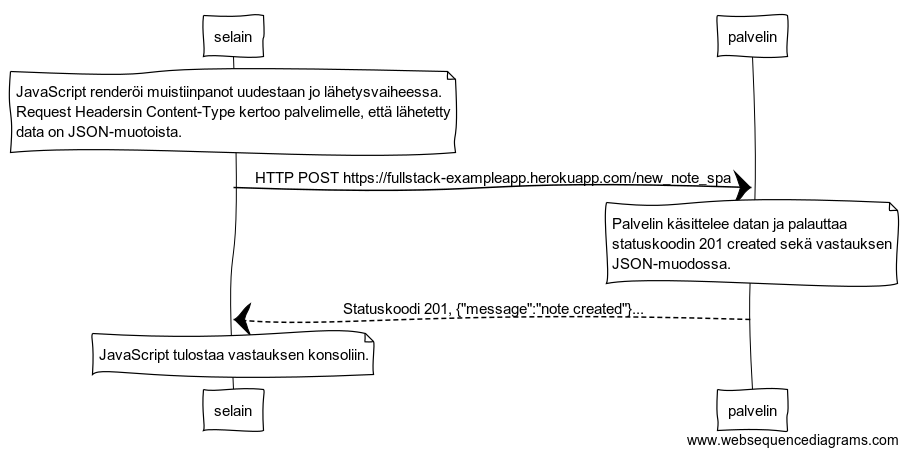 selain
palvelin
JavaScript renderöi muistiinpanot uudestaan jo lähetysvaiheessa.
Request Headersin Content-Type kertoo palvelimelle, että lähetetty
data on JSON-muotoista.
HTTP POST https://fullstack-exampleapp.herokuapp.com/new_note_spa
Palvelin käsittelee datan ja palauttaa
statuskoodin 201 created sekä vastauksen
JSON-muodossa.
Statuskoodi 201, {"message":"note created"}...
JavaScript tulostaa vastauksen konsoliin.
selain
palvelin
www.websequencediagrams.com